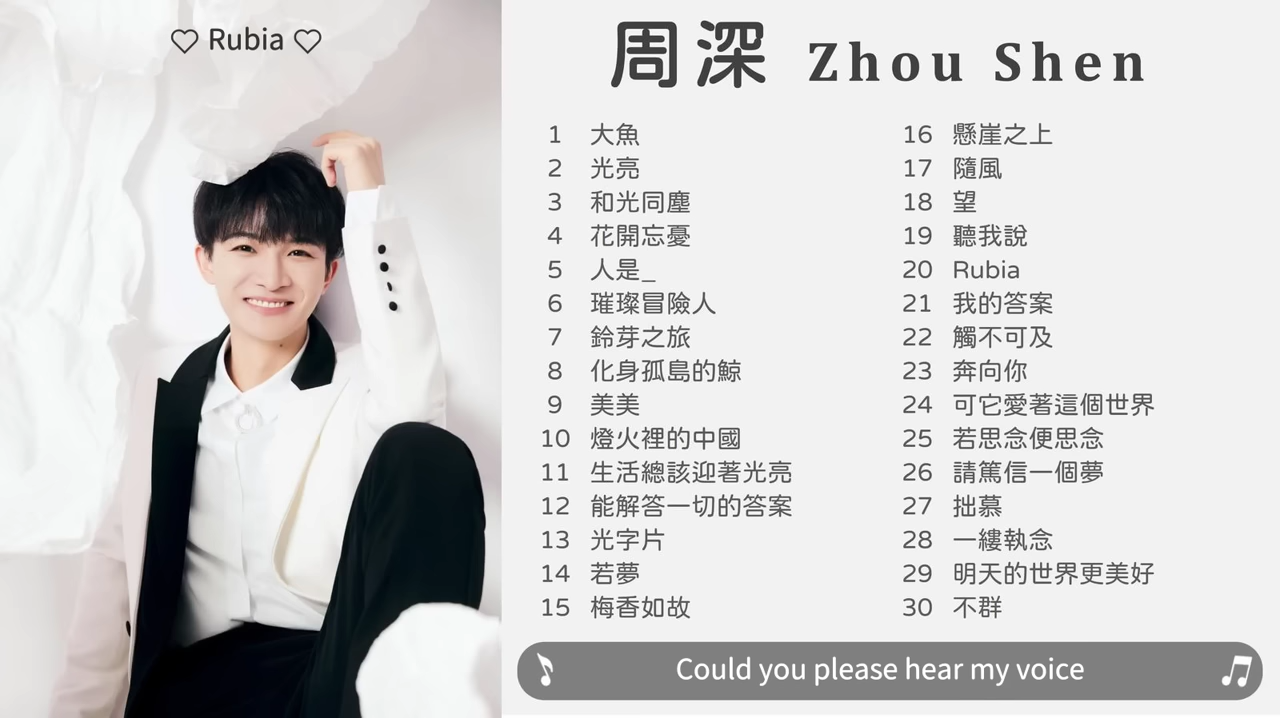 ♡ Rubia ♡
周深 Zhou Shen
1 大魚
2 光亮
3 和光同塵
4 花開忘憂
5 人是_
6 璀璨冒險人
7 鈴芽之旅
8 化身孤島的鯨
9 美美
10 燈火裡的中國
11 生活總該迎著光亮
12 能解答一切的答案
13 光字片
14 若夢
15 梅香如故
16 懸崖之上
17 隨風
18 望
19 聽我說
20 Rubia
21 我的答案
22 觸不可及
23 奔向你
24 可它愛著這個世界
25 若思念便思念
26 請篤信一個夢
27 拙慕
28 一縷執念
29 明天的世界更美好
30 不群
Could you please hear my voice